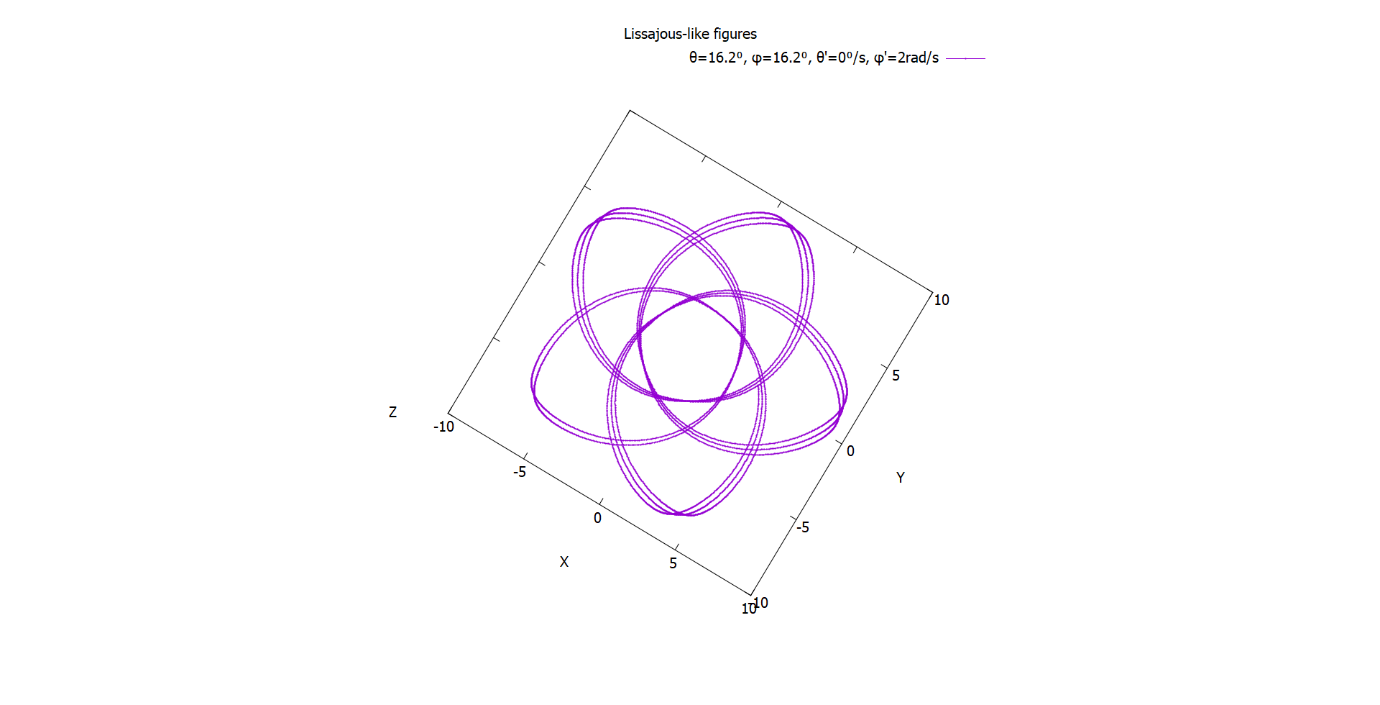 Lissajous-like figures
θ=16.2º, φ=16.2º, θ'=0º/s, φ'=2rad/s
10
5
Z
-10
0
-5
Y
0
-5
X
5
10
-10